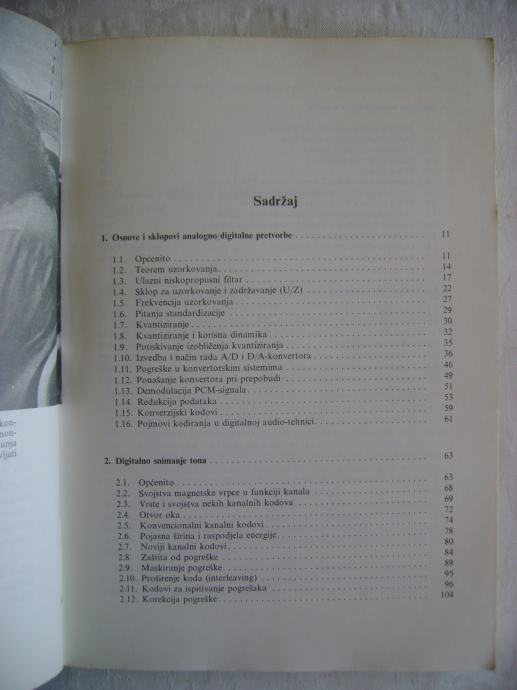 kon-
non-
vanja
vljati
Sadržaj
1. Osnove i sklopovi analogno/digitalne pretvorbe . . . . . . . . . . 11
1.1. Općenito . . . . . . . . . . 11
1.2. Teorem uzorkovanja . . . . . . . . . . 14
1.3. Ulazni niskopropusni filtar . . . . . . . . . . 17
1.4. Sklop za uzorkovanje i zadržavanje (U/Z) . . . . . . . . . . 22
1.5. Frekvencija uzorkovanja . . . . . . . . . . 27
1.6. Pitanja standardizacije . . . . . . . . . . 29
1.7. Kvantiziranje . . . . . . . . . . 30
1.8. Kvantiziranje i korisna dinamika . . . . . . . . . . 32
1.9. Potiskivanje izobličenja kvantiziranja . . . . . . . . . . 35
1.10. Izvedba i način rada A/D i D/A-konvertora . . . . . . . . . . 36
1.11. Pogreške u konvertorskim sistemima . . . . . . . . . . 46
1.12. Ponašanje konvertora pri prepobudi . . . . . . . . . . 49
1.13. Demodulacija PCM-signala . . . . . . . . . . 51
1.14. Redukcija podataka . . . . . . . . . . 53
1.15. Konverzijski kodovi . . . . . . . . . . 59
1.16. Pojmovi kodiranja u digitalnoj audio-tehnici . . . . . . . . . . 61
2. Digitalno snimanje tona . . . . . . . . . . 63
2.1. Općenito . . . . . . . . . . 63
2.2. Svojstva magnetske vrpce u funkciji kanala . . . . . . . . . . 68
2.3. Vrste i svojstva nekih kanalnih kodova . . . . . . . . . . 69
2.4. Otvor oka . . . . . . . . . . 72
2.5. Konvencionalni kanalni kodovi . . . . . . . . . . 74
2.6. Pojasna širina i raspodjela energije . . . . . . . . . . 78
2.7. Noviji kanalni kodovi . . . . . . . . . . 80
2.8. Zaštita od pogreške . . . . . . . . . . 84
2.9. Maskiranje pogreške . . . . . . . . . . 89
2.10. Proširenje koda (interleaving) . . . . . . . . . . 95
2.11. Kodovi za ispitivanje pogrešaka . . . . . . . . . . 96
2.12. Korekcija pogreške . . . . . . . . . . 104